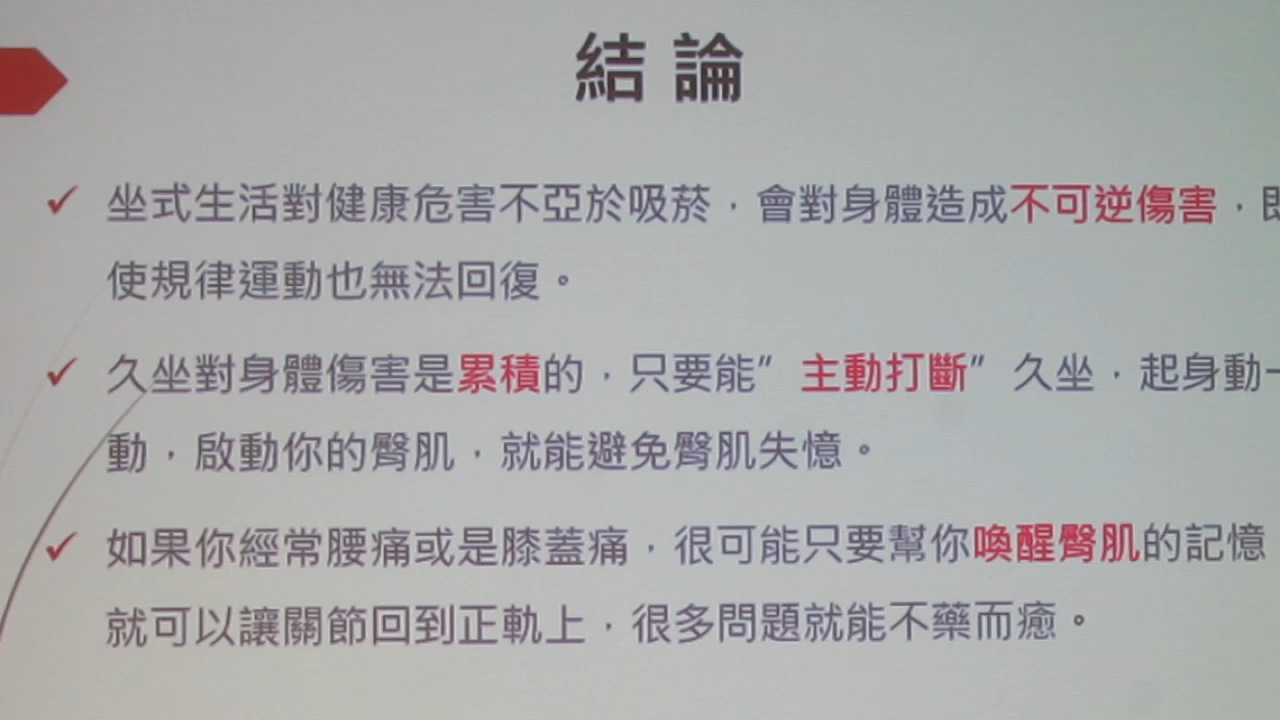 結 論
坐式生活對健康危害不亞於吸菸，會對身體造成不可逆傷害，即
使規律運動也無法回復。
久坐對身體傷害是累積的，只要能”主動打斷”久坐，起身動一
動，啟動你的臀肌，就能避免臀肌失憶。
如果你經常腰痛或是膝蓋痛，很可能只要幫你喚醒臀肌的記憶
就可以讓關節回到正軌上，很多問題就能不藥而癒。